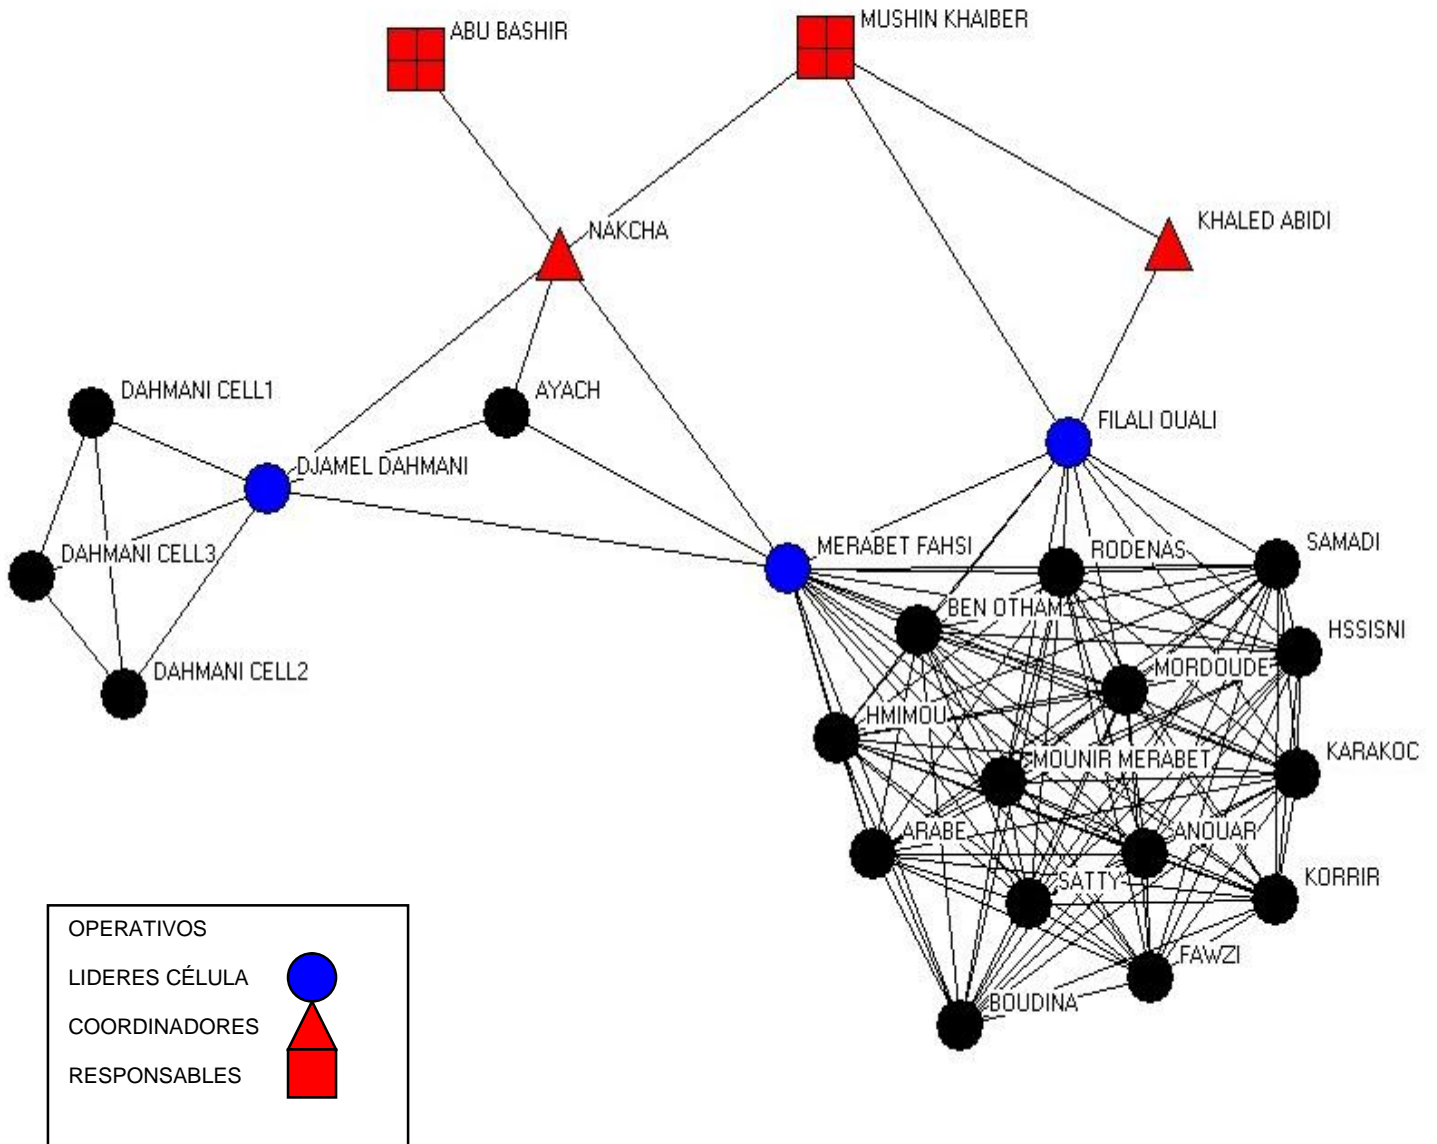 ABU BASHIR
MUSHIN KHAIBER
NAKCHA
KHALED ABIDI
DAHMANI CELL1
AYACH
FILALI OUALI
DJAMEL DAHMANI
DAHMANI CELL3
MERABET FAHSI
RODENAS
SAMADI
BEN OTHAM
HSSISNI
DAHMANI CELL2
MORDOUDE
HMIMOU
MOUNIR MERABET
KARAKOC
ARABE
ANOUAR
SATTY
KORRIR
FAWZI
BOUDINA
OPERATIVOS
LIDERES CÉLULA
COORDINADORES
RESPONSABLES